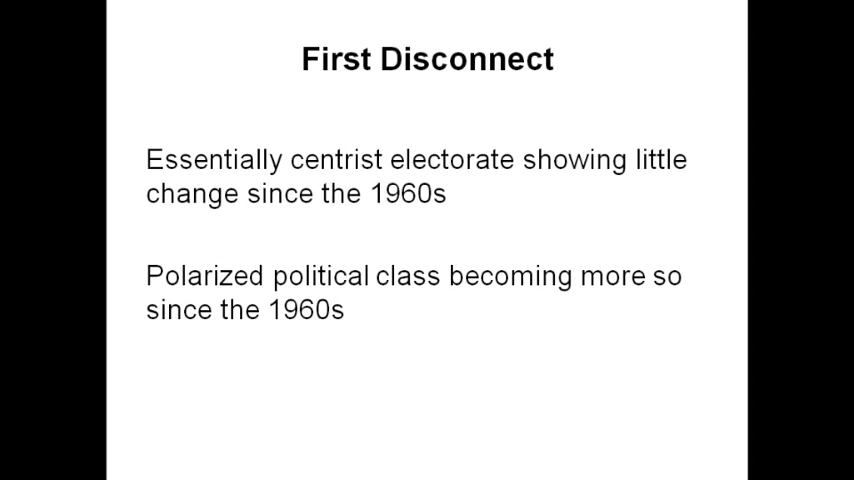 First Disconnect
Essentially centrist electorate showing little
change since the 1960s
Polarized political class becoming more so
since the 1960s